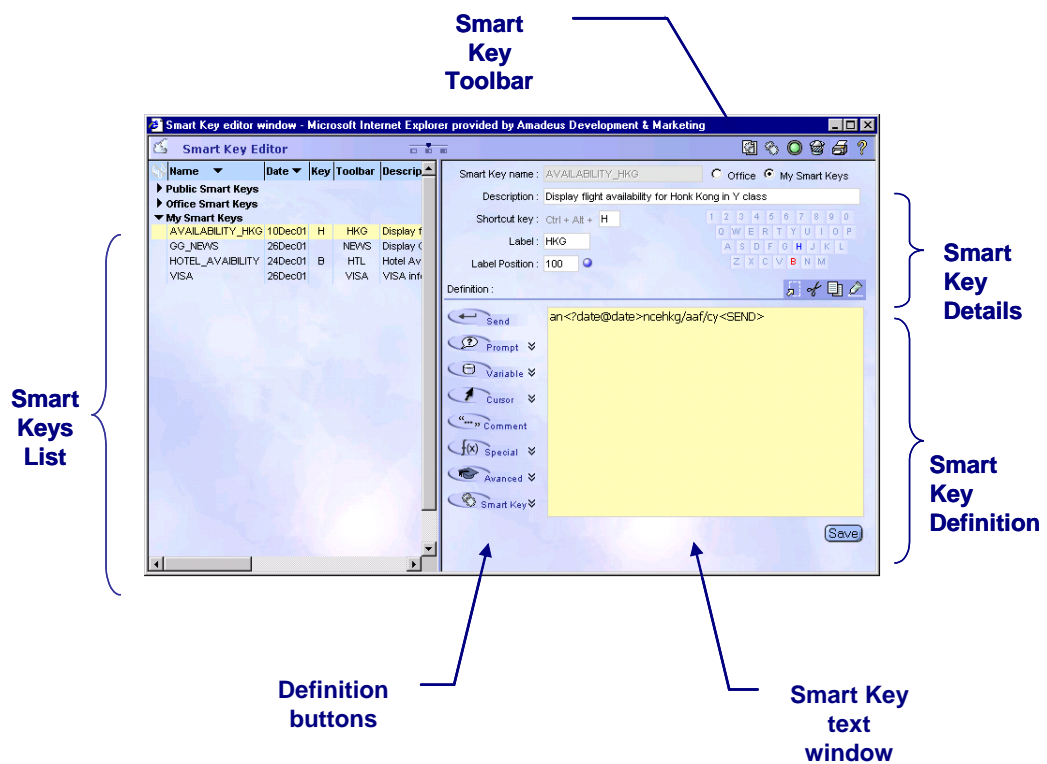 Smart
Key
Toolbar
Smart Key editor window - Microsoft Internet Explorer provided by Amadeus Development & Marketing
Smart Key Editor
Name Date Key Toolbar Descrip
Public Smart Keys
Office Smart Keys
My Smart Keys
AVAILABILITY_HKG 10Dec01 H HKG Display f
GG_NEWS 26Dec01 NEWS Display G
HOTEL_AVAIBILITY 24Dec01 B HTL Hotel Av
VISA 26Dec01 VISA VISA inf
Smart Key name : AVAILABILITY_HKG Office My Smart Keys
Description : Display flight availability for Honk Kong in Y class
Shortcut key : Ctrl + Alt + H
Label : HKG
Label Position : 100
1 2 3 4 5 6 7 8 9 0
Q W E R T Y U I O P
A S D F G H J K L
Z X C V B N M
Definition :
Send
Prompt
Variable
Cursor
Comment
f(x) Special
Avanced
Smart Key
an<?date@date>ncehkg/aaf/cy<SEND>
Save
Smart
Keys
List
Smart
Key
Details
Smart
Key
Definition
Definition
buttons
Smart Key
text
window